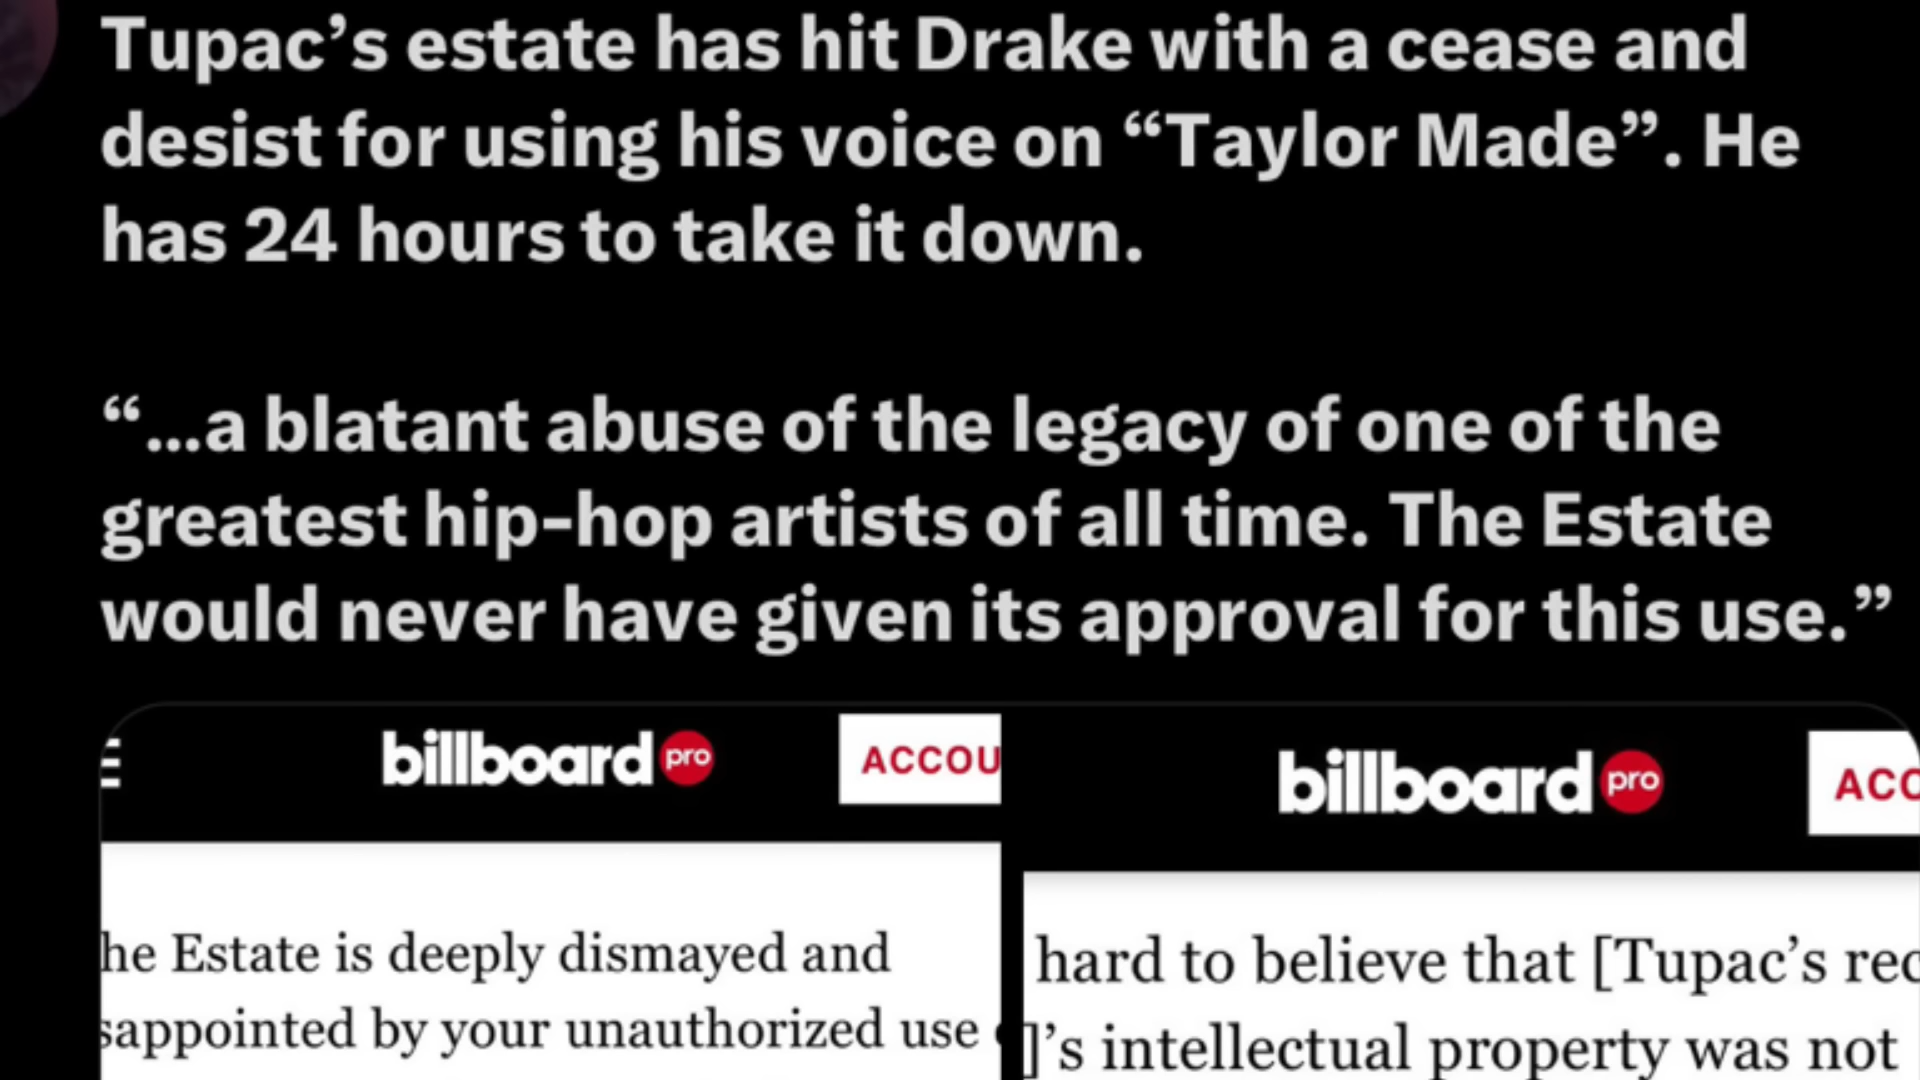 Tupac’s estate has hit Drake with a cease and
desist for using his voice on “Taylor Made”. He
has 24 hours to take it down.
“...a blatant abuse of the legacy of one of the
greatest hip-hop artists of all time. The Estate
would never have given its approval for this use.”
billboard pro
ACCOU
he Estate is deeply dismayed and
sappointed by your unauthorized use
billboard pro
ACC
hard to believe that [Tupac’s rec
]’s intellectual property was not